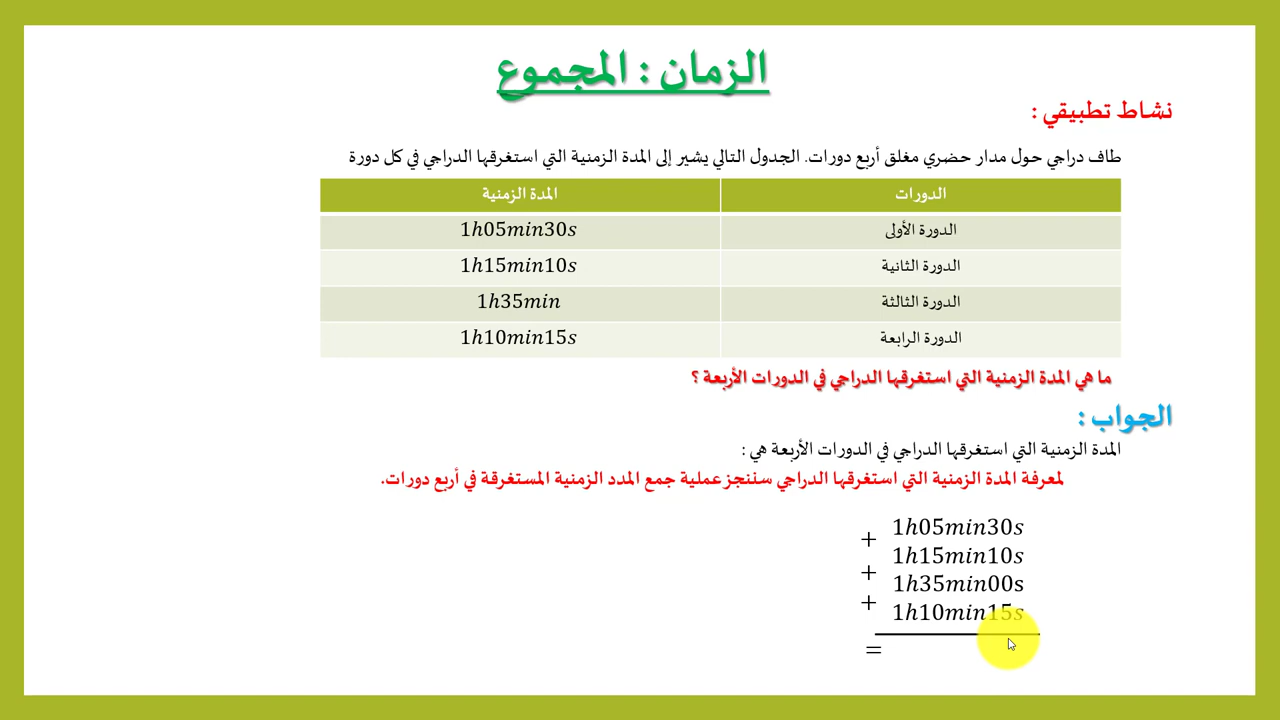 الزمان : المجموع
نشاط تطبيقي :
طاف دراجي حول مدار حضري مغلق أربع دورات. الجدول التالي يشير إلى المدة الزمنية التي استغرقها الدراجي في كل دورة
الدورات المدة الزمنية
الدورة الأولى 1h05min30s
الدورة الثانية 1h15min10s
الدورة الثالثة 1h35min
الدورة الرابعة 1h10min15s
ما هي المدة الزمنية التي استغرقها الدراجي في الدورات الأربعة ؟
الجواب :
المدة الزمنية التي استغرقها الدراجي في الدورات الأربعة هي :
لمعرفة المدة الزمنية التي استغرقها الدراجي سننجز عملية جمع المدد الزمنية المستغرقة في أربع دورات.
1h05min30s
+ 1h15min10s
+ 1h35min00s
+ 1h10min15s
=